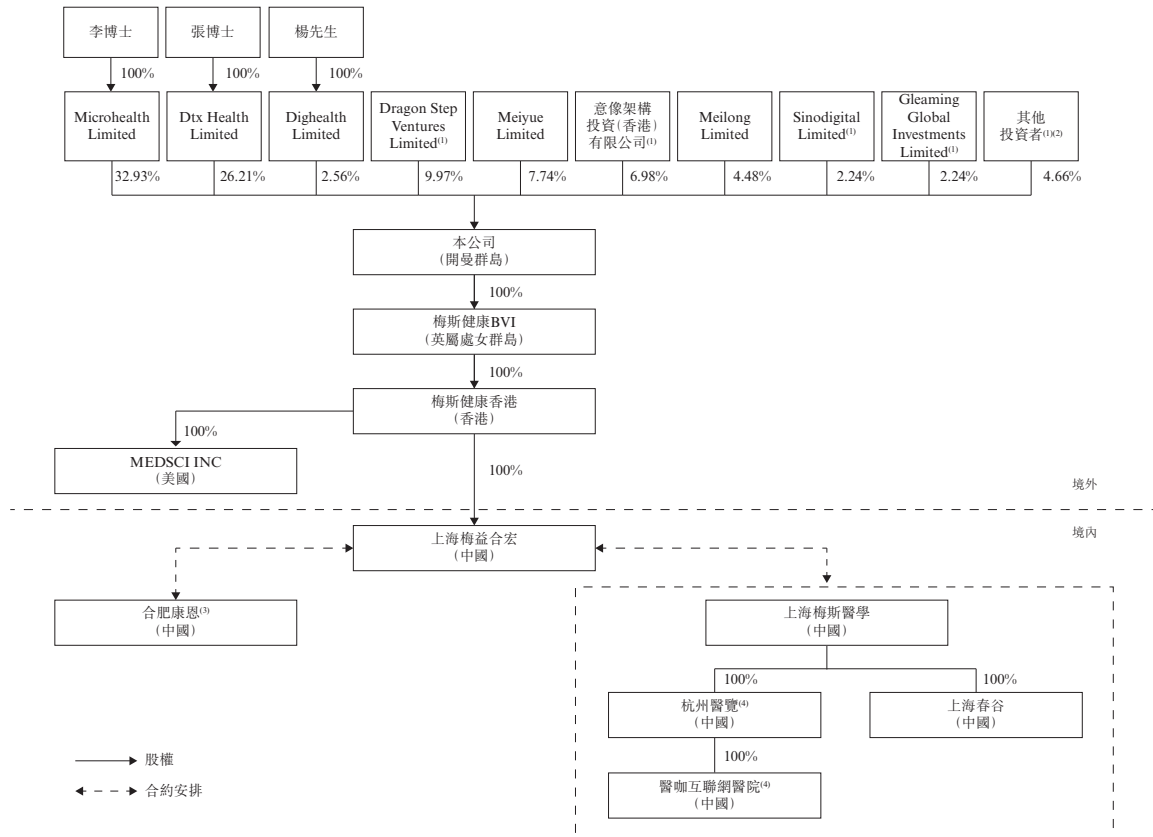 李博士
張博士
楊先生
100%
100%
100%
Microhealth
Limited
Dtx Health
Limited
Dighealth Limited
Dragon Step
Ventures
Limited(1)
Meiyue Limited
意像架構
投資(香港)
有限公司(1)
Meilong Limited
Sinodigital
Limited(1)
Gleaming
Global
Investments
Limited(1)
其他
投資者(1)(2)
32.93%
26.21%
2.56%
9.97%
7.74%
6.98%
4.48%
2.24%
2.24%
4.66%
本公司
(開曼群島)
100%
梅斯健康BVI
(英屬處女群島)
100%
梅斯健康香港
(香港)
100%
MEDSCI INC
(美國)
100%
境外
境內
上海梅益合宏
(中國)
合肥康恩(3)
(中國)
上海梅斯醫學
(中國)
100%
100%
杭州醫覽(4)
(中國)
上海春谷
(中國)
100%
醫咖互聯網醫院(4)
(中國)
股權
合約安排